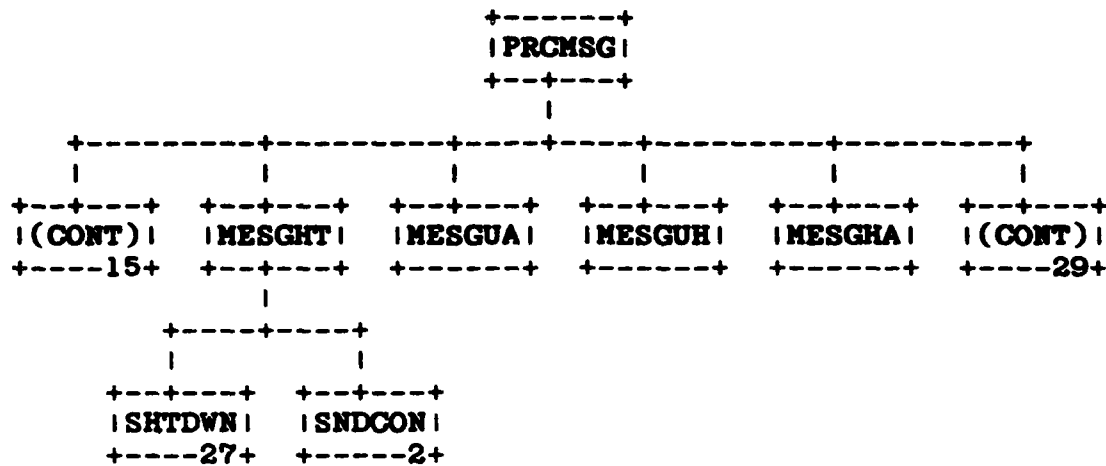 PRCMSG
(CONT) MESGHT MESGUA MESGUH MESGHA (CONT)
15 29
SHTDWN SNDCON
27 2